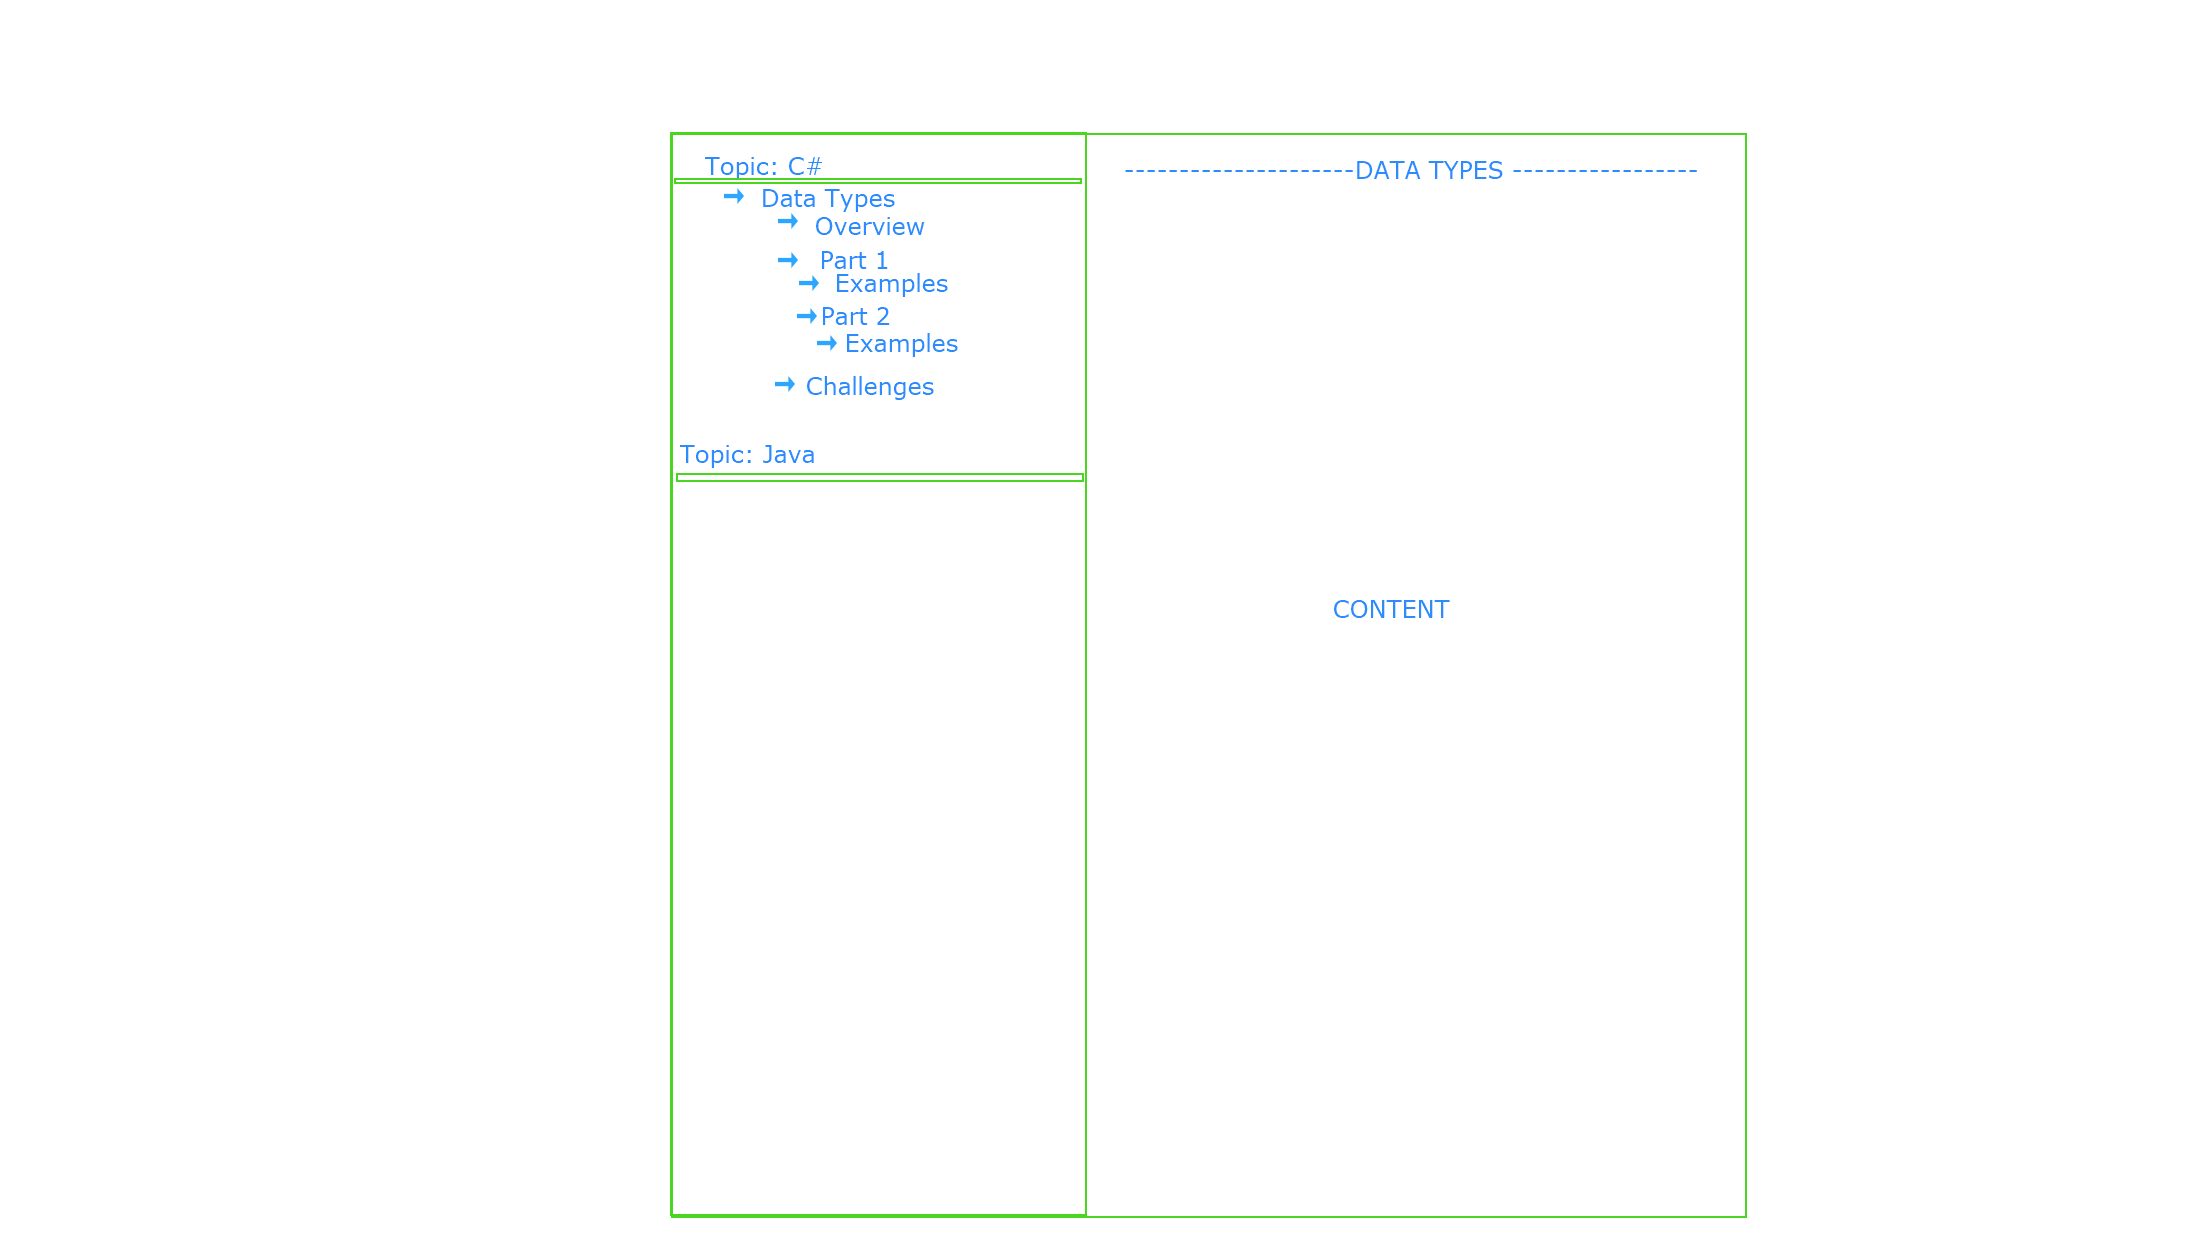 Topic: C#
Data Types
Overview
Part 1
Examples
Part 2
Examples
Challenges
Topic: Java
---------------------DATA TYPES -----------------
CONTENT